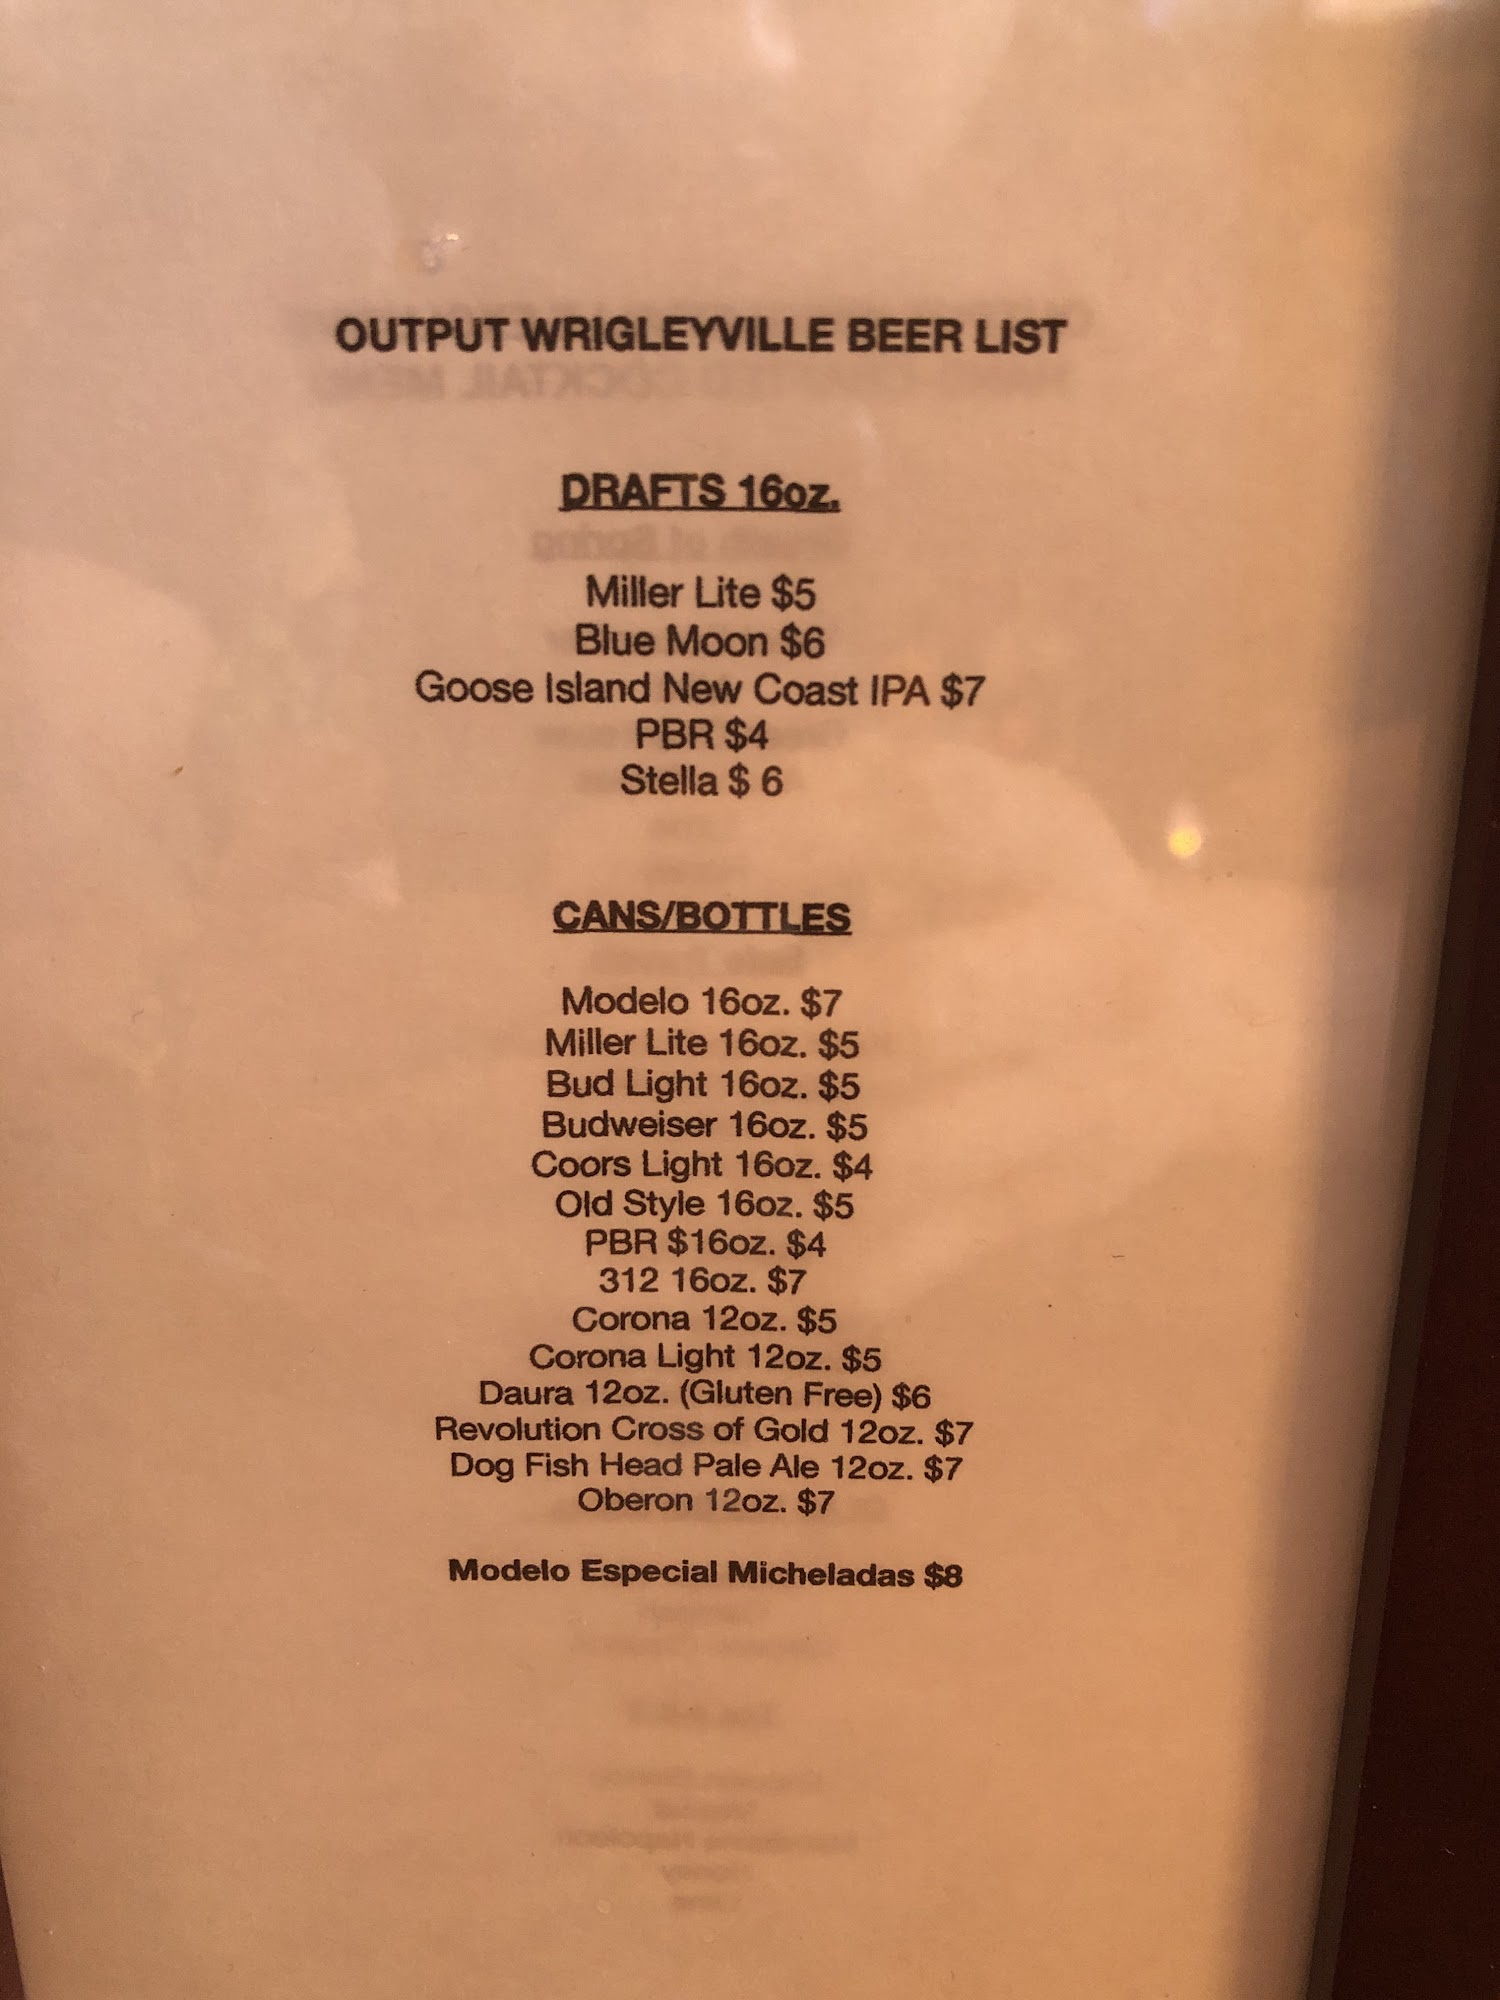 OUTPUT WRIGLEYVILLE BEER LIST
DRAFTS 16oz.
Miller Lite $5
Blue Moon $6
Goose Island New Coast IPA $7
PBR $4
Stella $ 6
CANS/BOTTLES
Modelo 16oz. $7
Miller Lite 16oz. $5
Bud Light 16oz. $5
Budweiser 16oz. $5
Coors Light 16oz. $4
Old Style 16oz. $5
PBR $16oz. $4
312 16oz. $7
Corona 12oz. $5
Corona Light 12oz. $5
Daura 12oz. (Gluten Free) $6
Revolution Cross of Gold 12oz. $7
Dog Fish Head Pale Ale 12oz. $7
Oberon 12oz. $7
Modelo Especial Micheladas $8